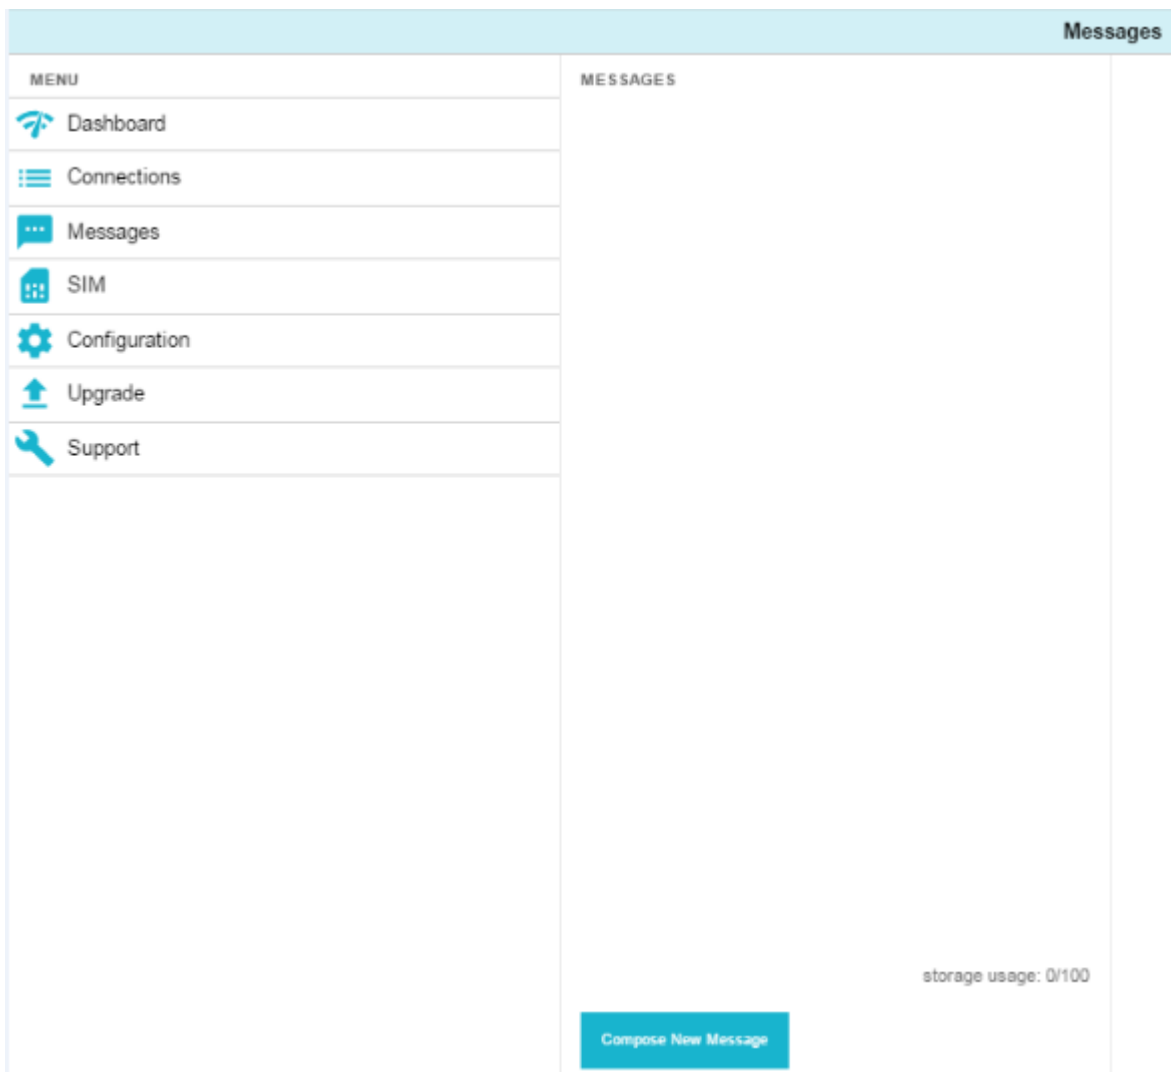 Messages
MENU
Dashboard
Connections
Messages
SIM
Configuration
Upgrade
Support
MESSAGES
storage usage: 0/100
Compose New Message